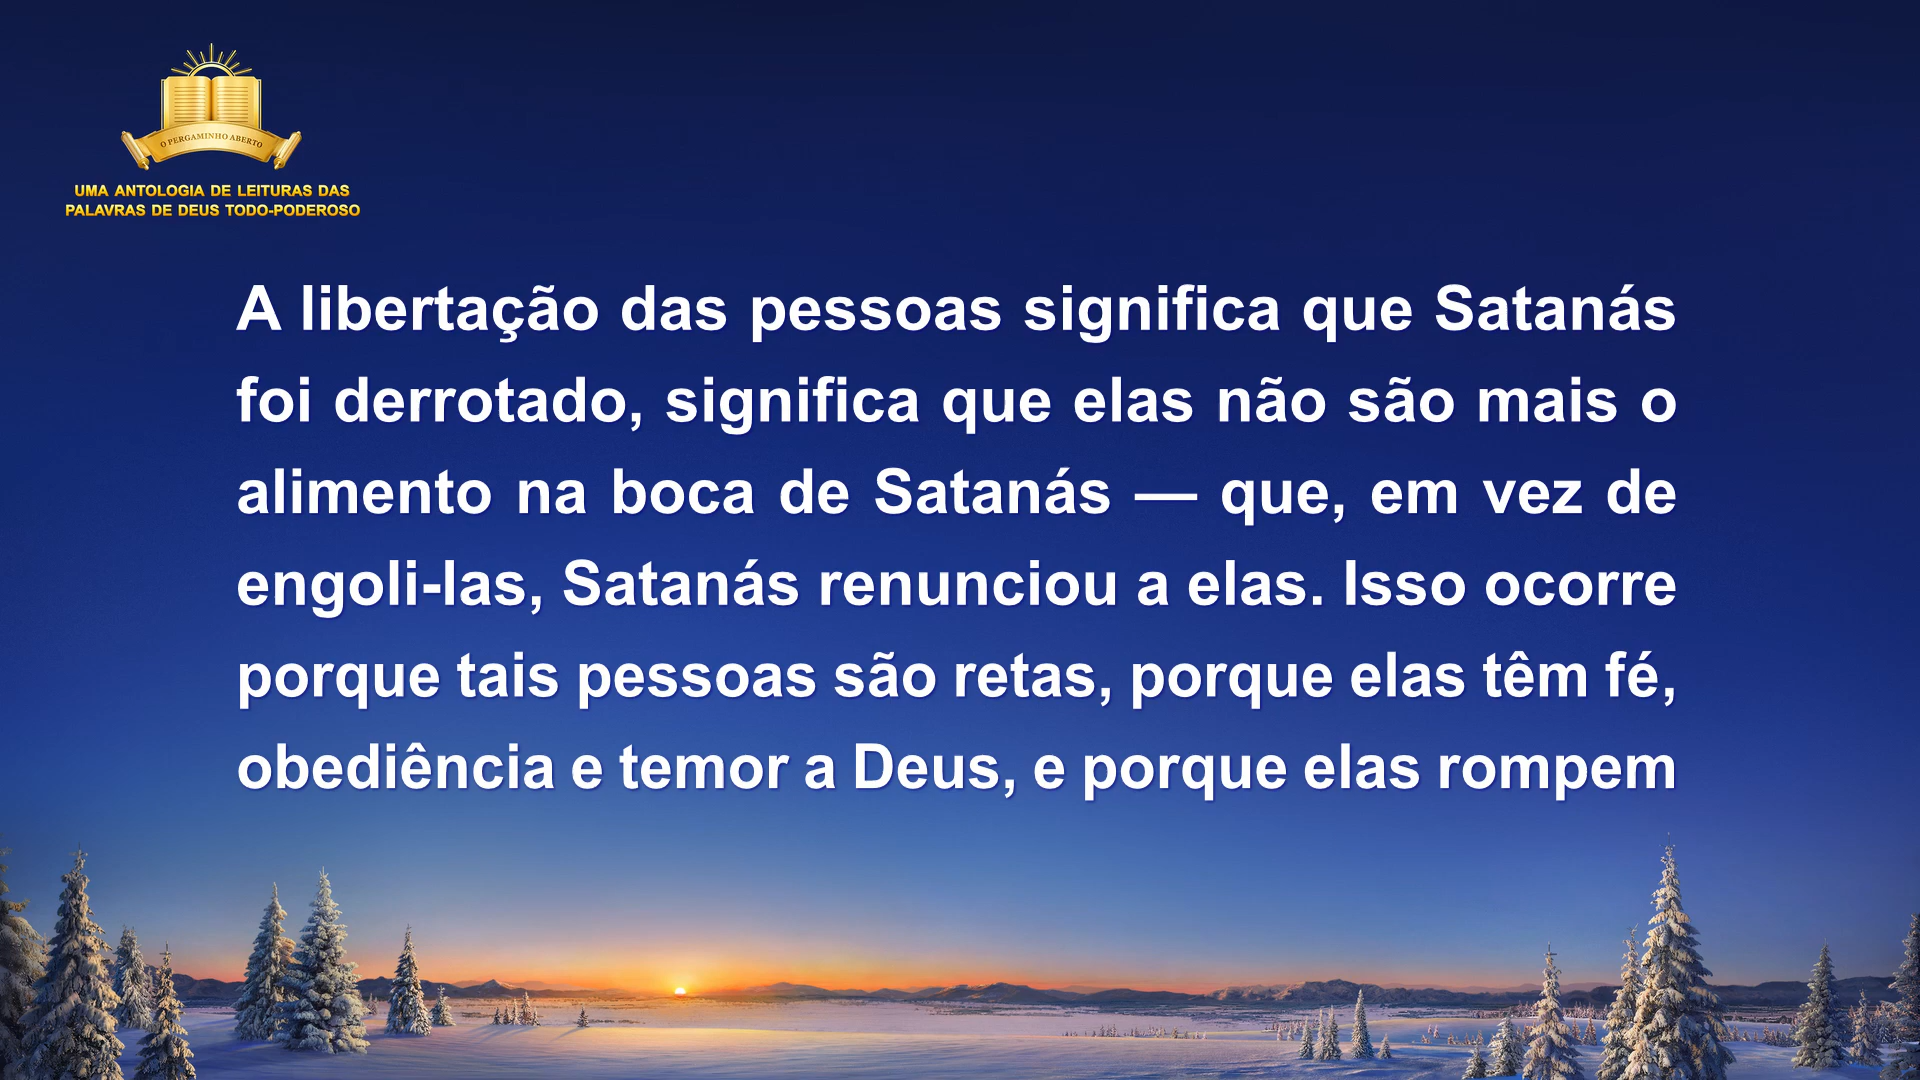 O PERGAMINHO ABERTO
UMA ANTOLOGIA DE LEITURAS DAS
PALAVRAS DE DEUS TODO-PODEROSO
A libertação das pessoas significa que Satanás
foi derrotado, significa que elas não são mais o
alimento na boca de Satanás — que, em vez de
engoli-las, Satanás renunciou a elas. Isso ocorre
porque tais pessoas são retas, porque elas têm fé,
obediência e temor a Deus, e porque elas rompem